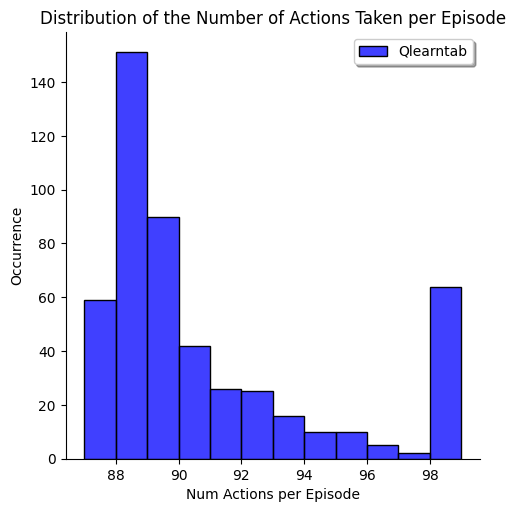 Distribution of the Number of Actions Taken per Episode
Qlearntab
140
120
100
80
60
40
20
0
Occurrence
88 90 92 94 96 98
Num Actions per Episode